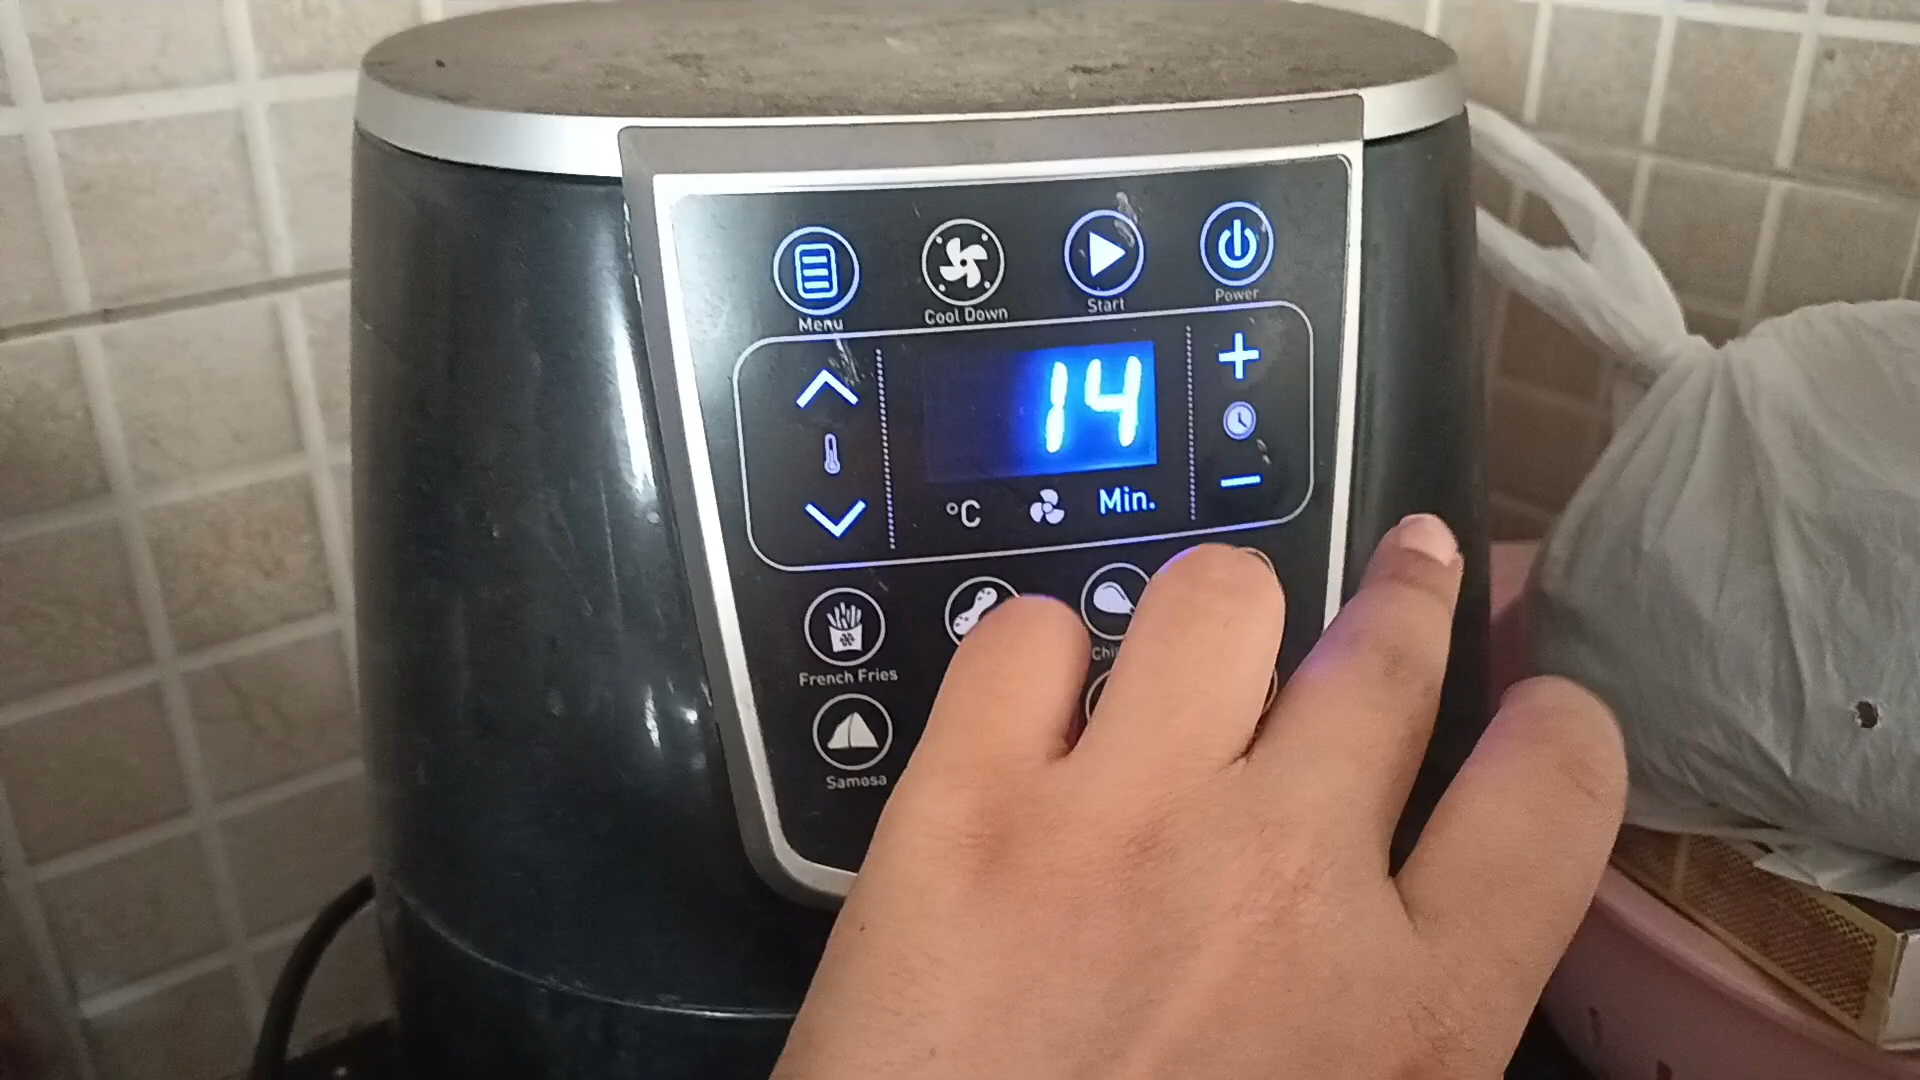 Menu
Cool Down
Start
Power
14
°C
Min.
French Fries
Samosa